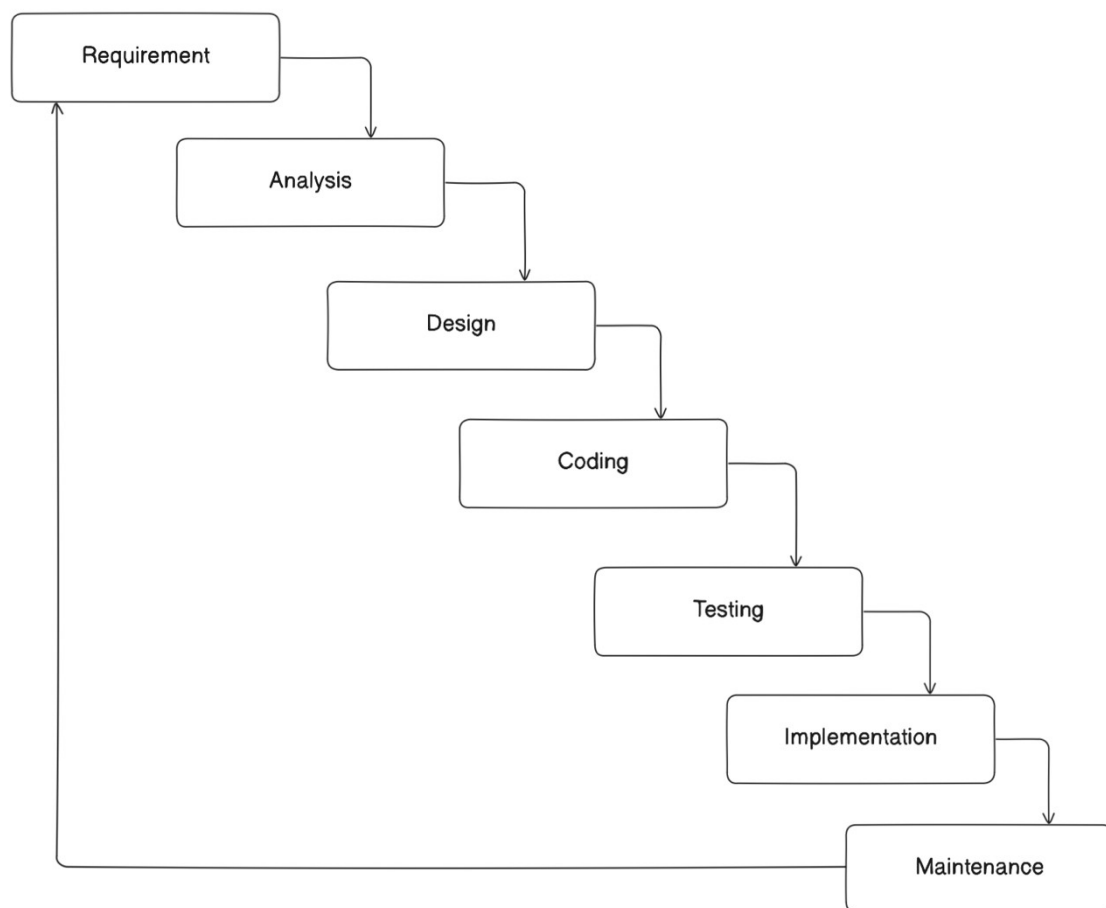 Requirement
Analysis
Design
Coding
Testing
Implementation
Maintenance